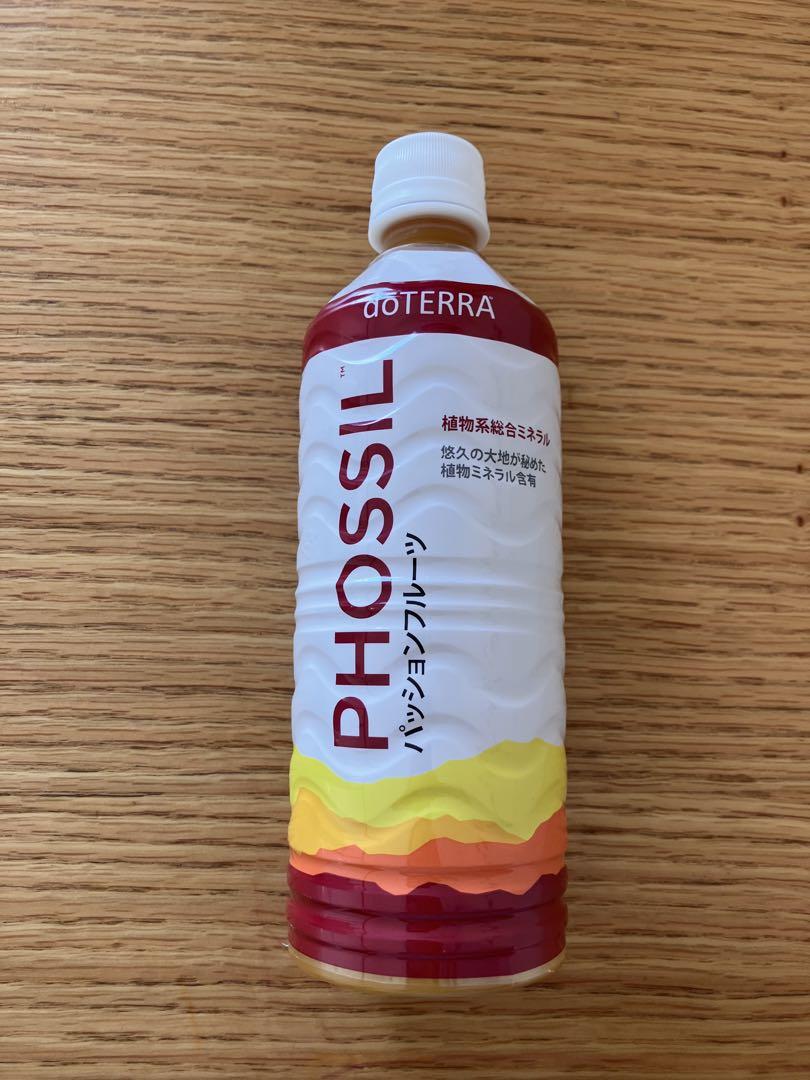 dōTERRA
PHOSSIL™
パッションフルーツ
植物系総合ミネラル
悠久の大地が秘めた
植物ミネラル含有